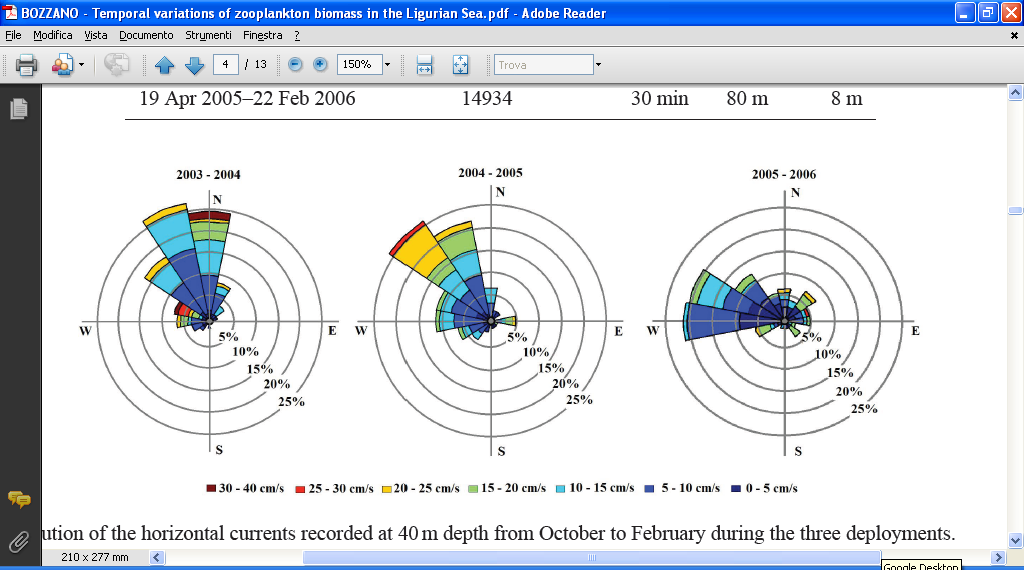 BOZZANO - Temporal variations of zooplankton biomass in the Ligurian Sea.pdf - Adobe Reader
File Modifica Vista Documento Strumenti Finestra ?
4 / 13 150% Trova
19 Apr 2005–22 Feb 2006 14934 30 min 80 m 8 m
2003 - 2004 2004 - 2005 2005 - 2006
N N N
W E W E W E
5% 5% 5%
10% 10% 10%
15% 15% 15%
20% 20% 20%
25% 25% 25%
S S S
30 - 40 cm/s 25 - 30 cm/s 20 - 25 cm/s 15 - 20 cm/s 10 - 15 cm/s 5 - 10 cm/s 0 - 5 cm/s
ution of the horizontal currents recorded at 40 m depth from October to February during the three deployments.
210 x 277 mm
Google Desktop